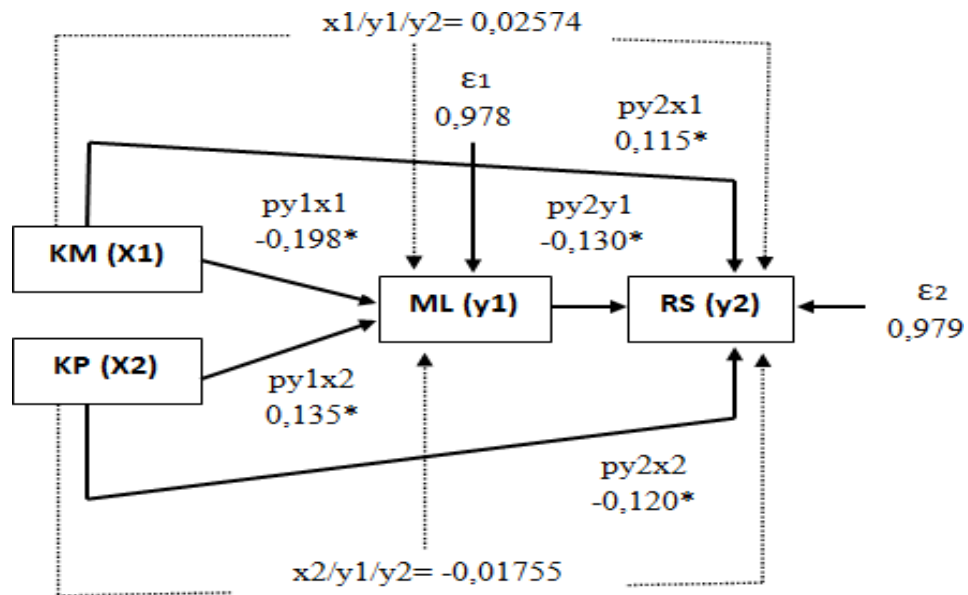 x1/y1/y2= 0,02574
ε1
0,978
py2x1
0,115*
py1x1
-0,198*
py2y1
-0,130*
KM (X1)
ML (y1)
RS (y2)
ε2
0,979
KP (X2)
py1x2
0,135*
py2x2
-0,120*
x2/y1/y2= -0,01755